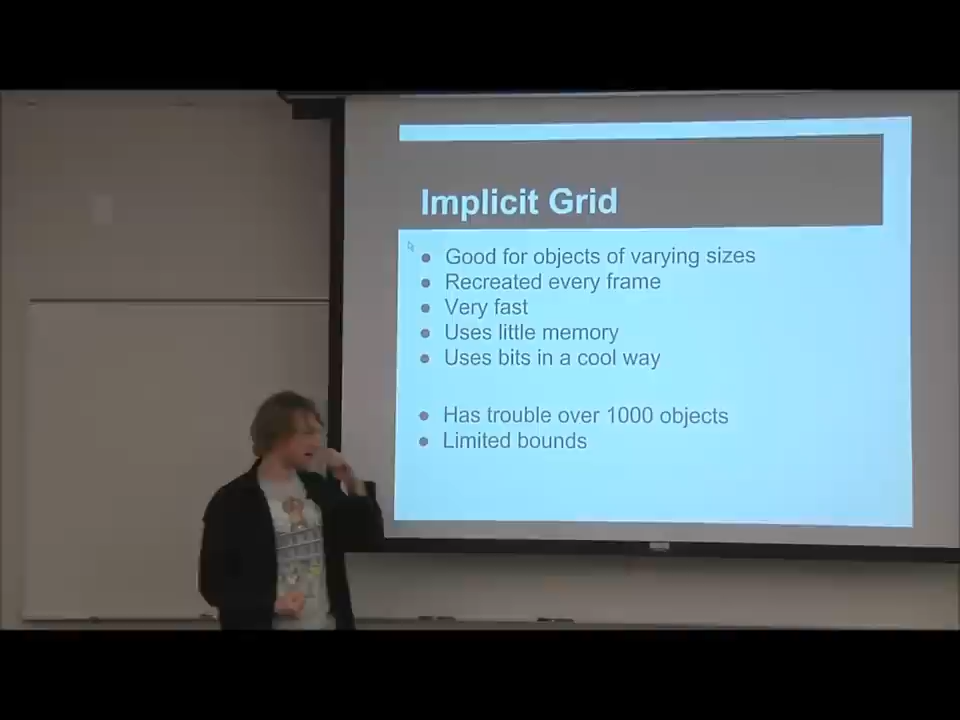 Implicit Grid
Good for objects of varying sizes
Recreated every frame
Very fast
Uses little memory
Uses bits in a cool way
Has trouble over 1000 objects
Limited bounds